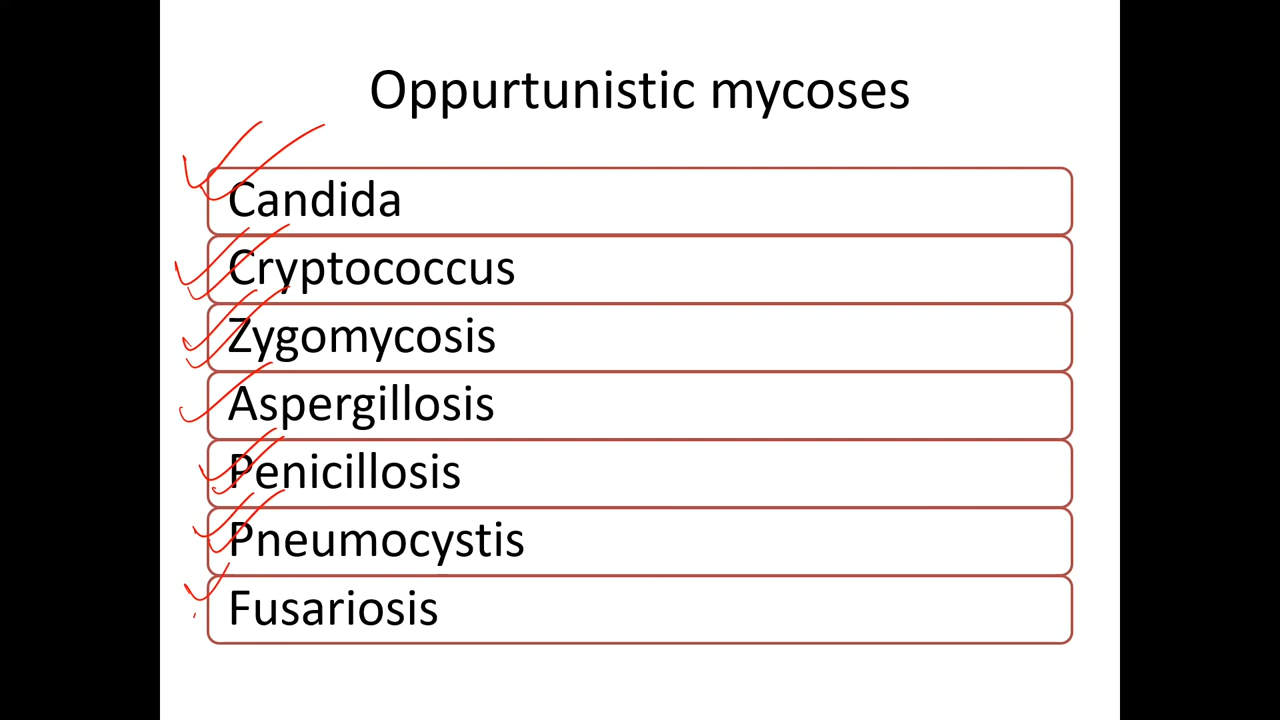 Oppurtunistic mycoses
Candida
Cryptococcus
Zygomycosis
Aspergillosis
Penicillosis
Pneumocystis
Fusariosis